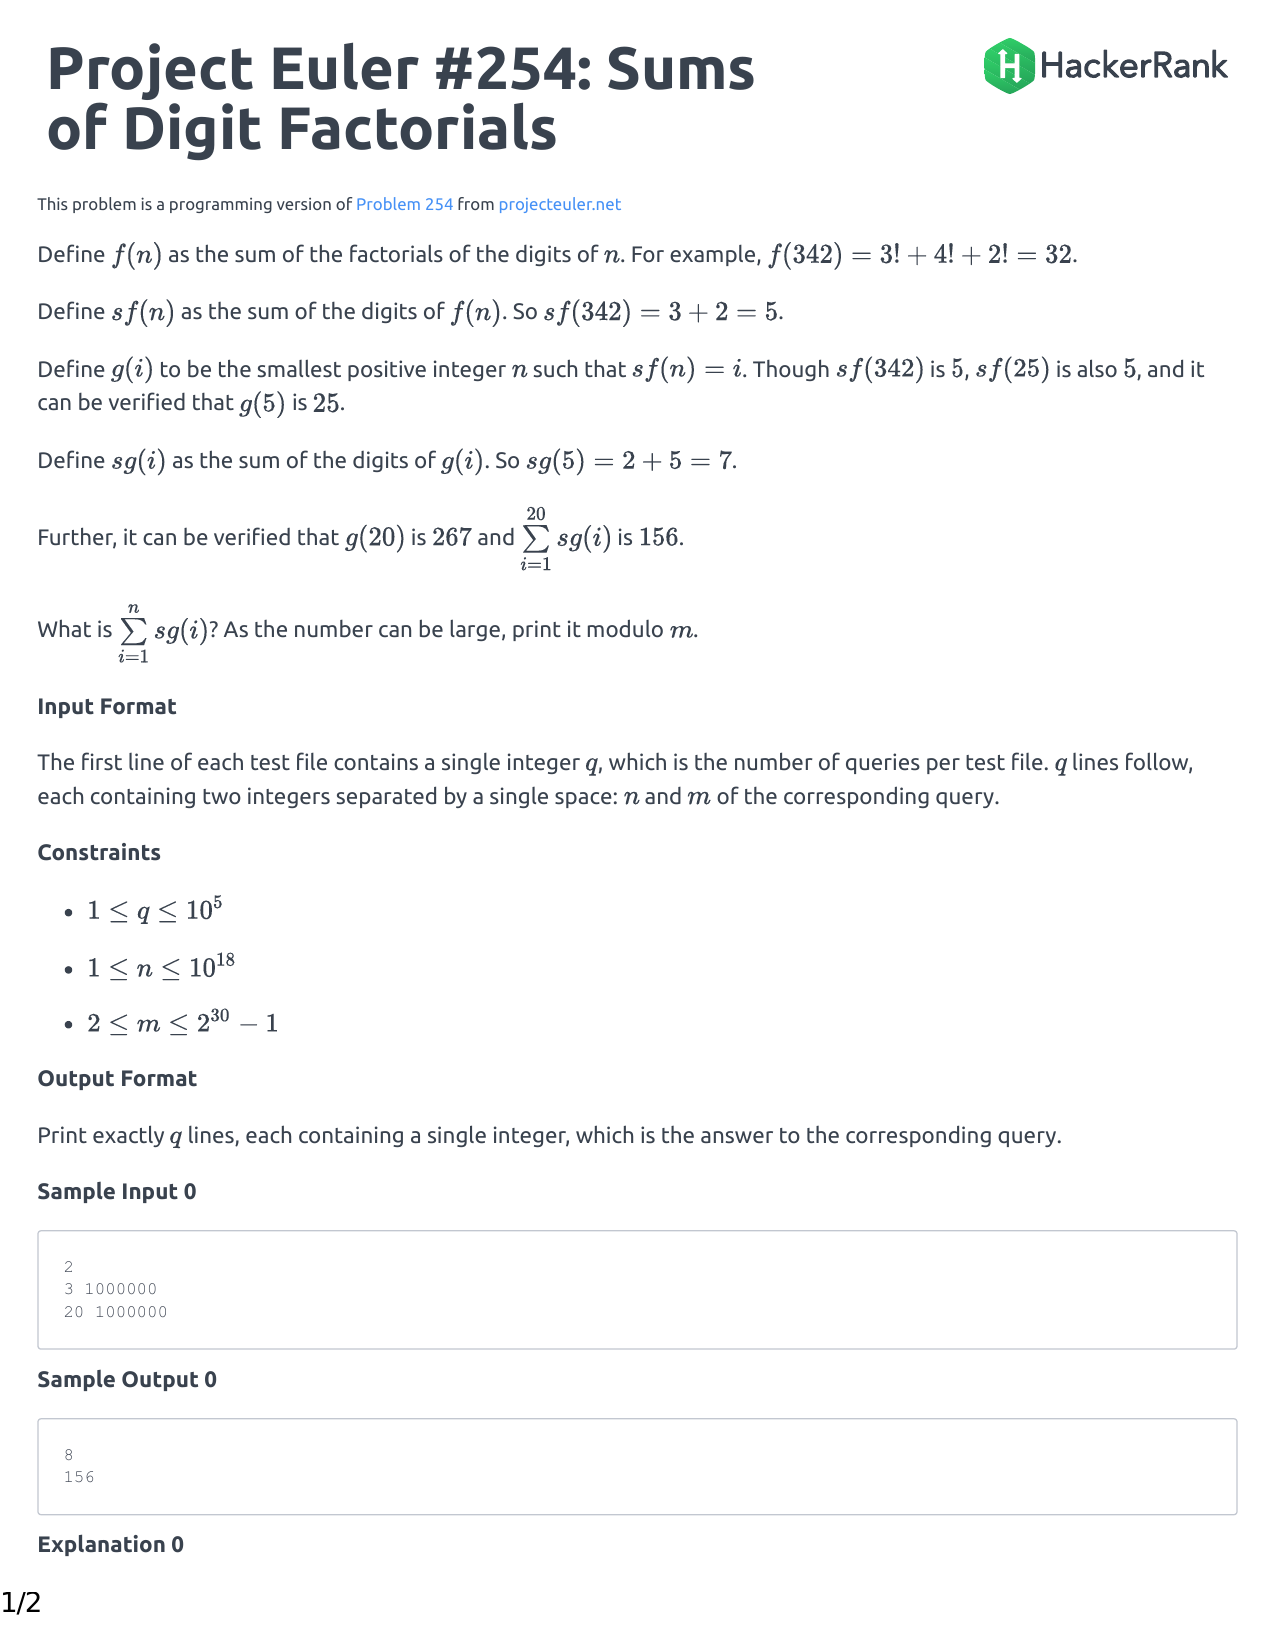 Project Euler #254: Sums
of Digit Factorials
HackerRank
This problem is a programming version of Problem 254 from projecteuler.net
Define f(n) as the sum of the factorials of the digits of n. For example, f(342) = 3! + 4! + 2! = 32.
Define sf(n) as the sum of the digits of f(n). So sf(342) = 3 + 2 = 5.
Define g(i) to be the smallest positive integer n such that sf(n) = i. Though sf(342) is 5, sf(25) is also 5, and it
can be verified that g(5) is 25.
Define sg(i) as the sum of the digits of g(i). So sg(5) = 2 + 5 = 7.
Further, it can be verified that g(20) is 267 and ∑_{i=1}^{20} sg(i) is 156.
What is ∑_{i=1}^{n} sg(i)? As the number can be large, print it modulo m.
Input Format
The first line of each test file contains a single integer q, which is the number of queries per test file. q lines follow,
each containing two integers separated by a single space: n and m of the corresponding query.
Constraints
• 1 ≤ q ≤ 10^5
• 1 ≤ n ≤ 10^18
• 2 ≤ m ≤ 2^30 − 1
Output Format
Print exactly q lines, each containing a single integer, which is the answer to the corresponding query.
Sample Input 0
2
3 1000000
20 1000000
Sample Output 0
8
156
Explanation 0
1/2